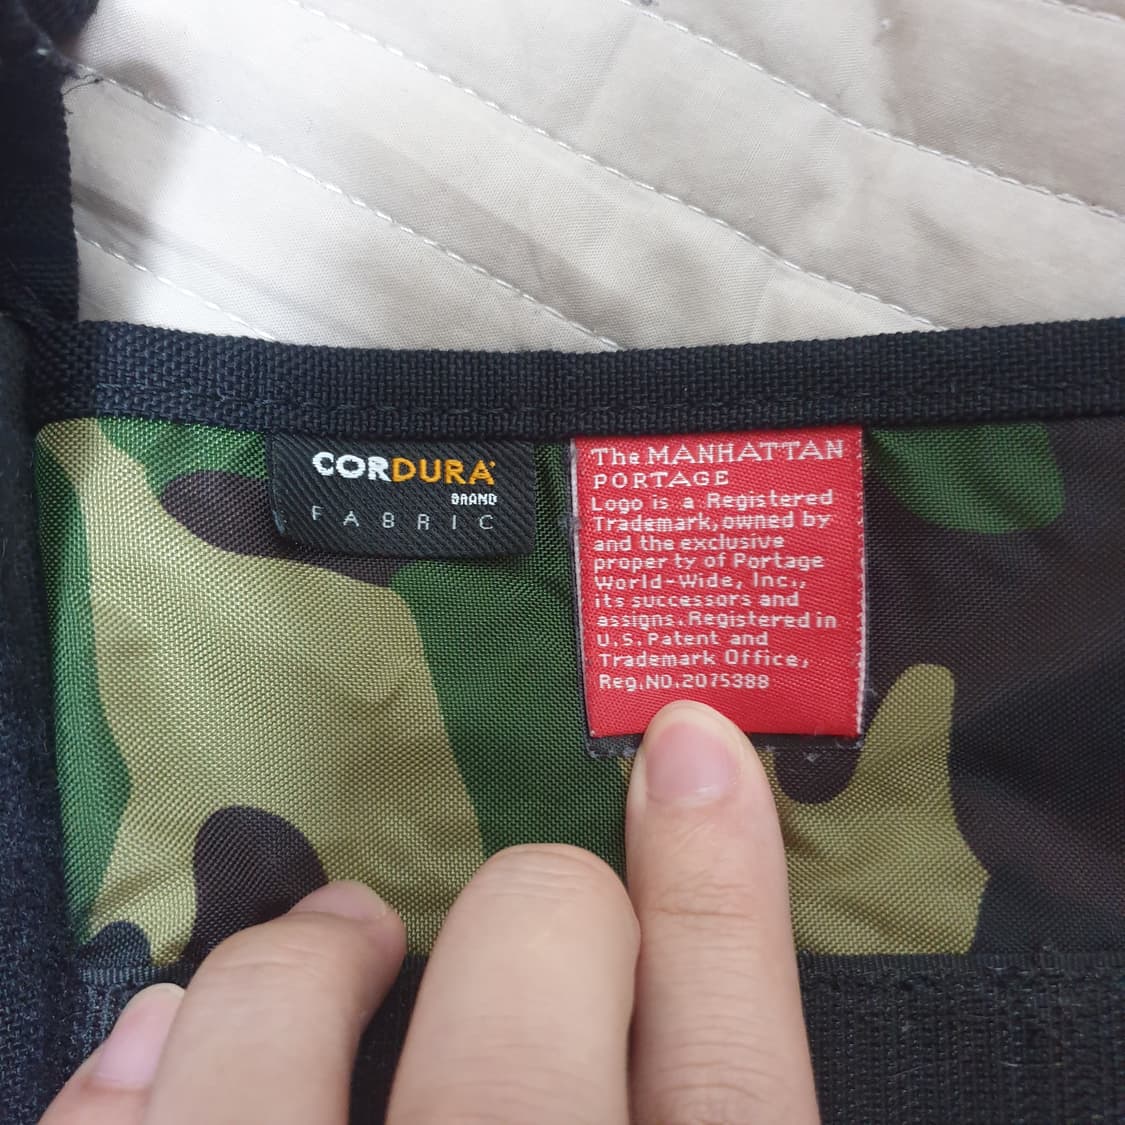 CORDURA
BRAND
FABRIC
The MANHATTAN
PORTAGE
Logo is a Registered
Trademark, owned by
and the exclusive
property of Portage
World-Wide, Inc.,
its successors and
assigns. Registered in
U.S. Patent and
Trademark Office,
Reg.NO.2075388